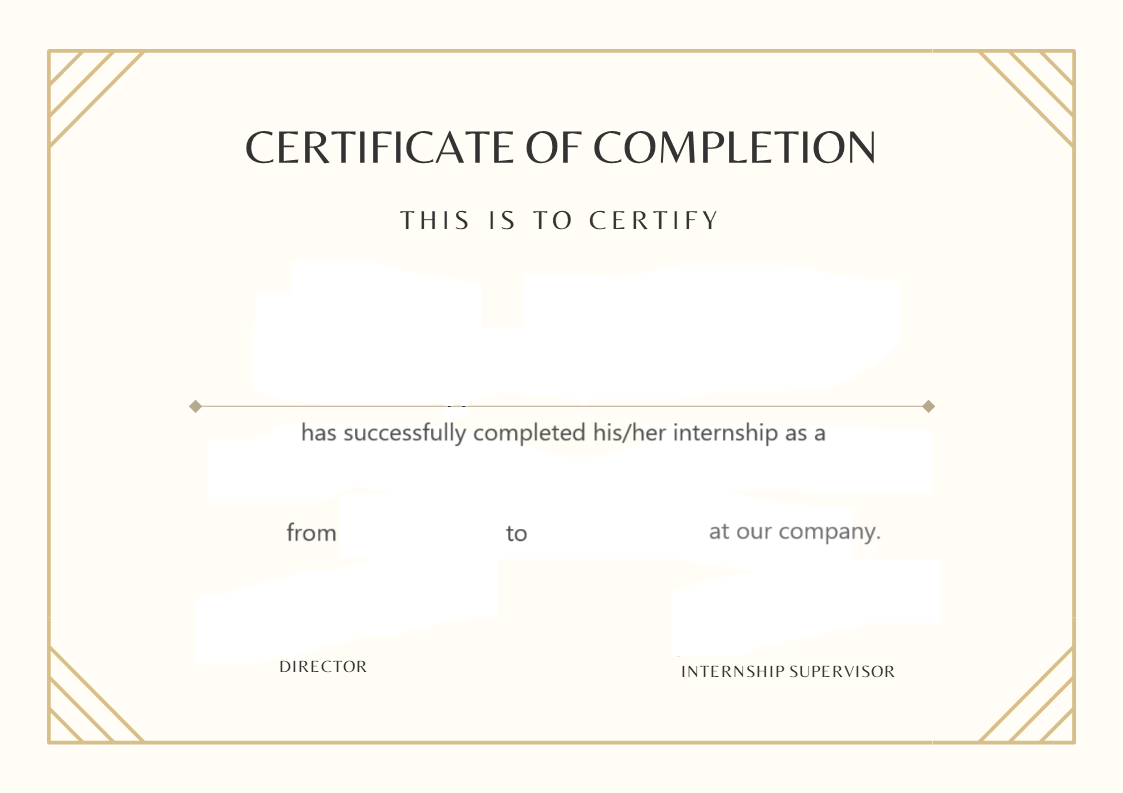 CERTIFICATE OF COMPLETION
THIS IS TO CERTIFY
has successfully completed his/her internship as a
from to at our company.
DIRECTOR INTERNSHIP SUPERVISOR